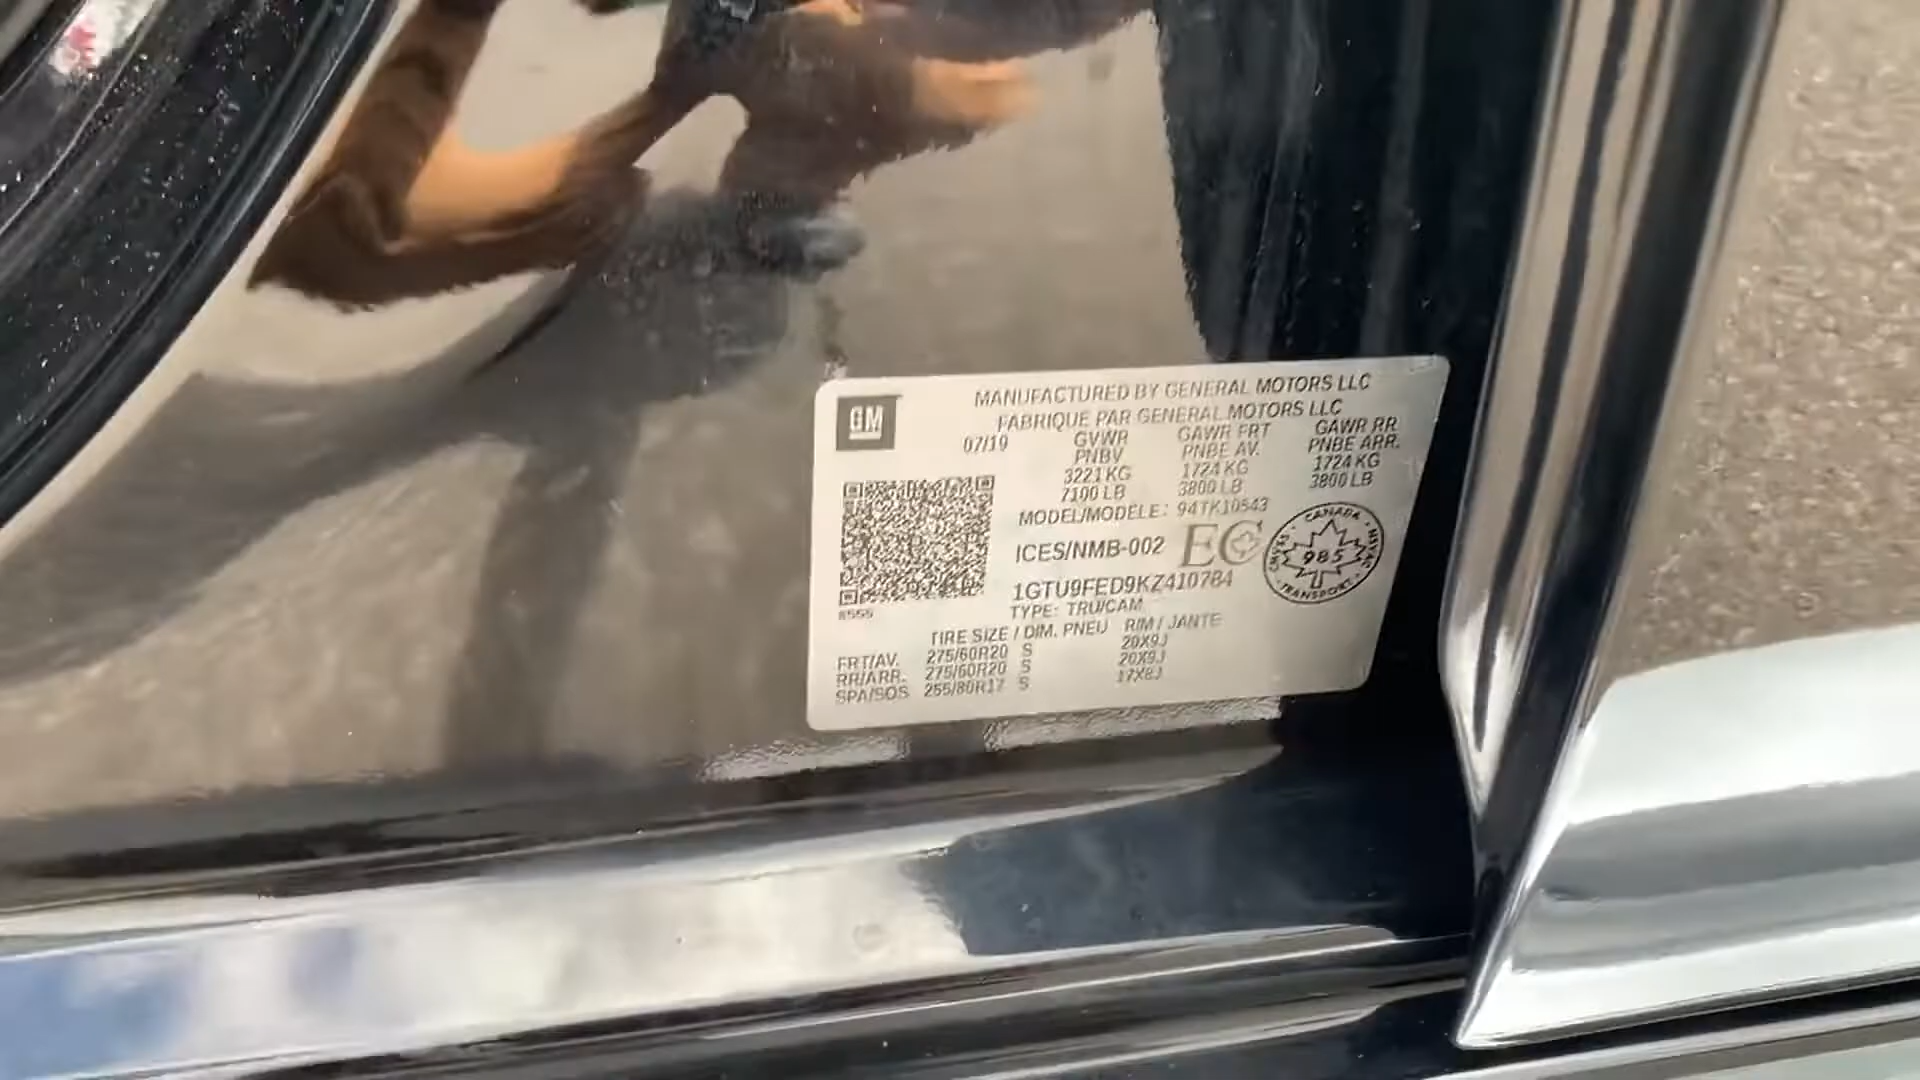 GM
MANUFACTURED BY GENERAL MOTORS LLC
FABRIQUE PAR GENERAL MOTORS LLC
07/19 GVWR GAWR FRT GAWR RR
PNBV PNBE AV. PNBE ARR.
3221 KG 1724 KG 1724 KG
7100 LB 3800 LB 3800 LB
MODEL/MODELE: 94TK10543
ICES/NMB-002 EC
CANADA
985
TRANSPORT
1GTU9FED9KZ410784
TYPE: TRU/CAM
TIRE SIZE / DIM. PNEU RIM / JANTE
FRT/AV. 275/60R20 S 20X9J
RR/ARR. 275/60R20 S 20X9J
SPA/SOS 255/80R17 S 17X8J